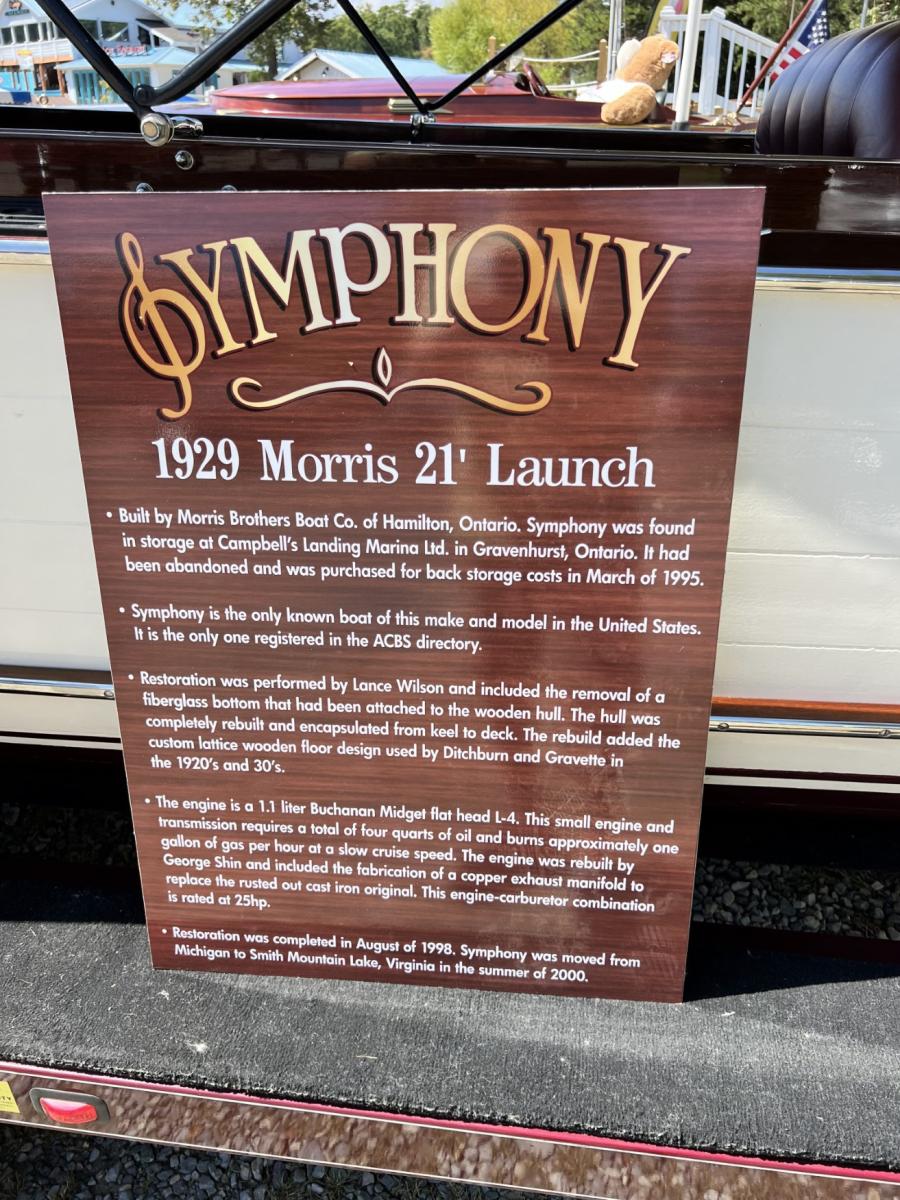 SYMPHONY
1929 Morris 21' Launch
• Built by Morris Brothers Boat Co. of Hamilton, Ontario. Symphony was found
in storage at Campbell's Landing Marina Ltd. in Gravenhurst, Ontario. It had
been abandoned and was purchased for back storage costs in March of 1995.
• Symphony is the only known boat of this make and model in the United States.
It is the only one registered in the ACBS directory.
• Restoration was performed by Lance Wilson and included the removal of a
fiberglass bottom that had been attached to the wooden hull. The hull was
completely rebuilt and encapsulated from keel to deck. The rebuild added the
custom lattice wooden floor design used by Ditchburn and Gravette in
the 1920's and 30's.
• The engine is a 1.1 liter Buchanan Midget flat head L-4. This small engine and
transmission requires a total of four quarts of oil and burns approximately one
gallon of gas per hour at a slow cruise speed. The engine was rebuilt by
George Shin and included the fabrication of a copper exhaust manifold to
replace the rusted out cast iron original. This engine-carburetor combination
is rated at 25hp.
• Restoration was completed in August of 1998. Symphony was moved from
Michigan to Smith Mountain Lake, Virginia in the summer of 2000.